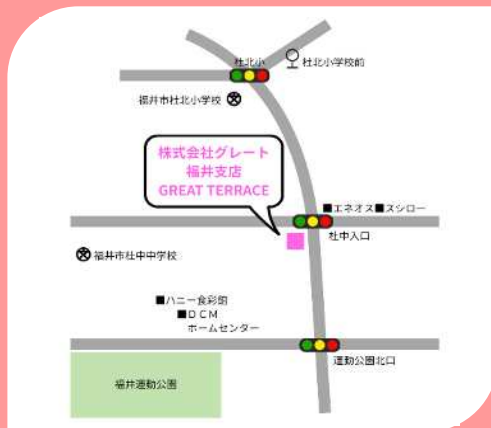 社北小
社北小学校前
福井市社北小学校
株式会社グレート
福井支店
GREAT TERRACE
■エネオス■スシロー
社中入口
福井市社中中学校
■ハニー食彩館
■DCM
ホームセンター
運動公園北口
福井運動公園